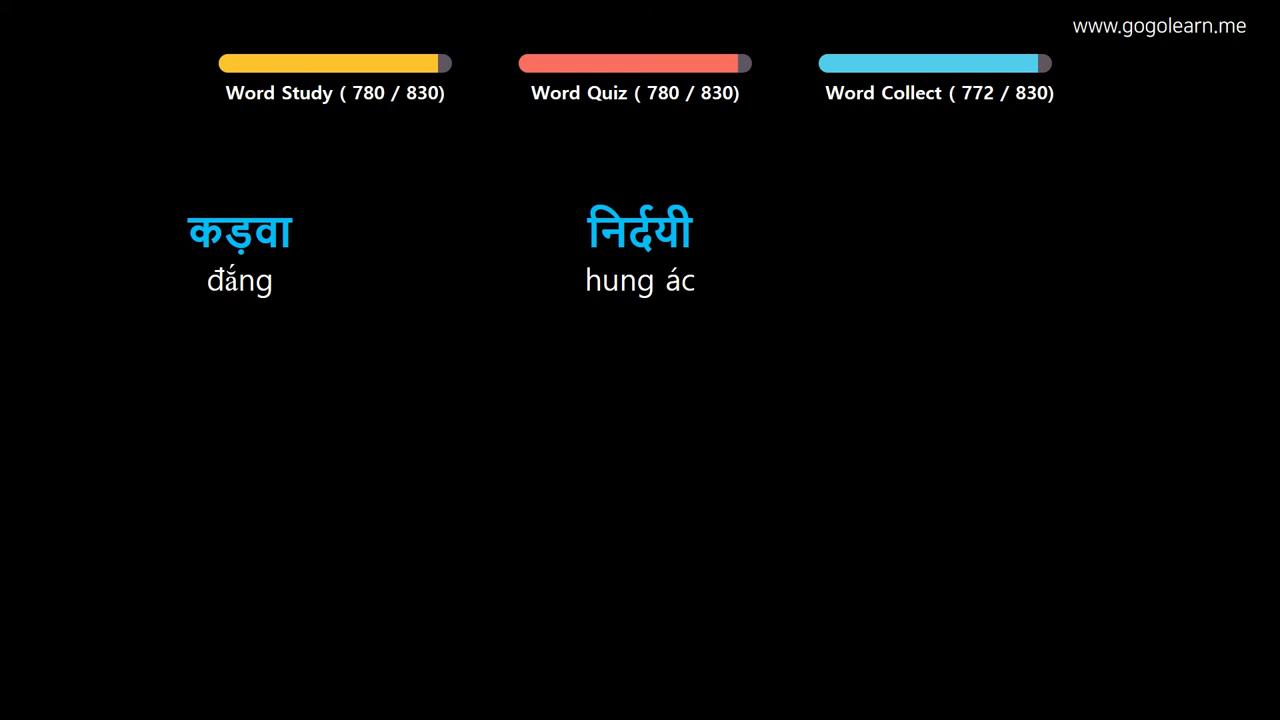 www.gogolearn.me
Word Study ( 780 / 830)
Word Quiz ( 780 / 830)
Word Collect ( 772 / 830)
कड़वा
đắng
निर्दयी
hung ác